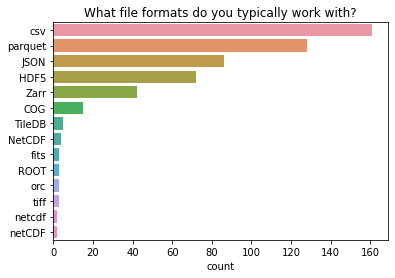 What file formats do you typically work with?
csv
parquet
JSON
HDF5
Zarr
COG
TileDB
NetCDF
fits
ROOT
orc
tiff
netcdf
netCDF
0 20 40 60 80 100 120 140 160
count